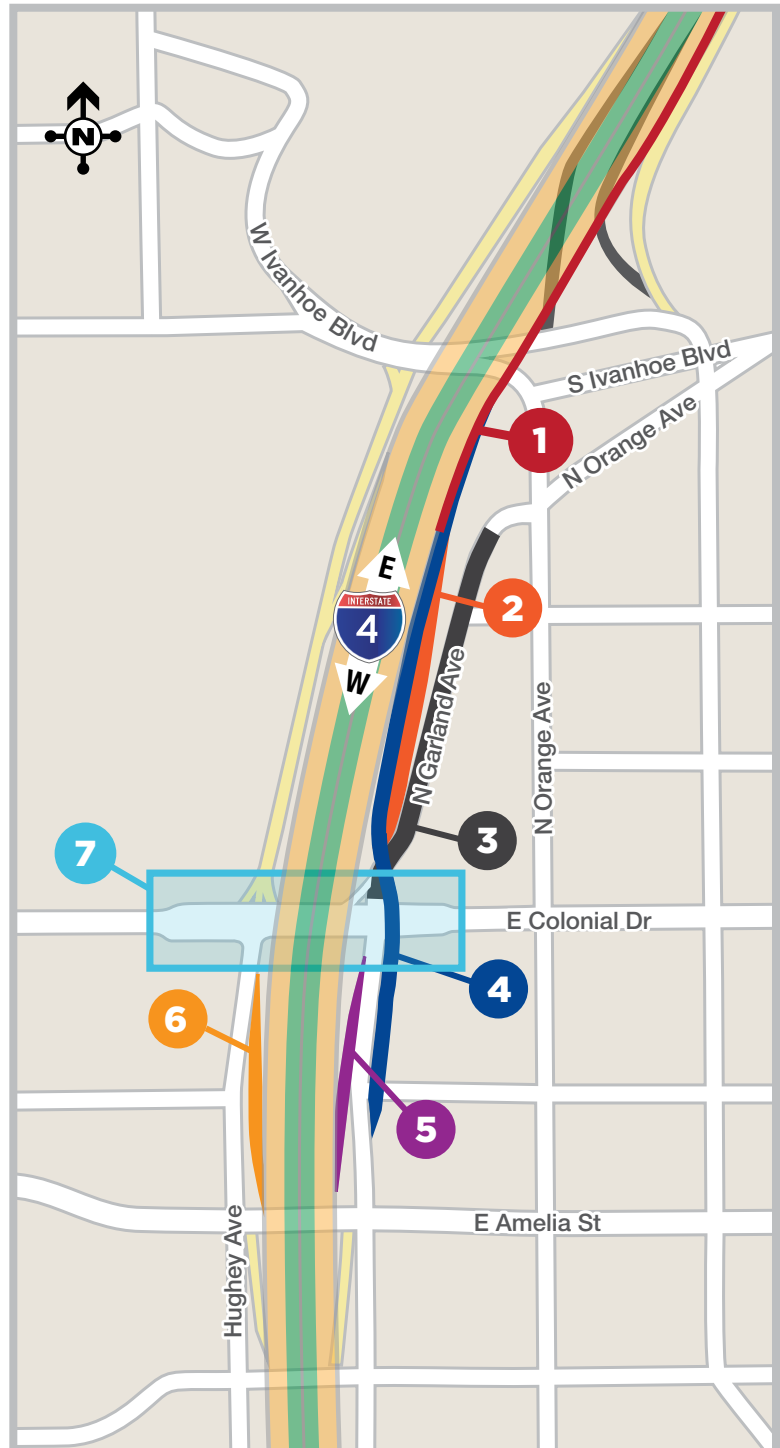 N
W Ivanhoe Blvd
S Ivanhoe Blvd
N Orange Ave
1
E
INTERSTATE
4
W
2
N Garland Ave
N Orange Ave
3
7
E Colonial Dr
4
6
5
E Amelia St
Hughey Ave